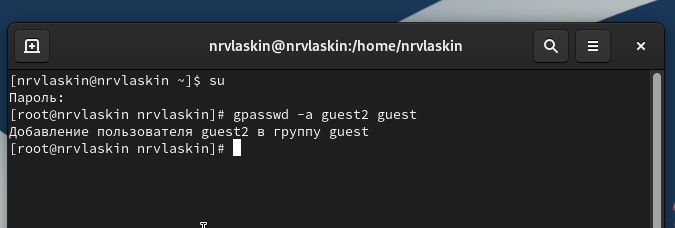 nrvlaskin@nrvlaskin:/home/nrvlaskin
[nrvlaskin@nrvlaskin ~]$ su
Пароль:
[root@nrvlaskin nrvlaskin]# gpasswd -a guest2 guest
Добавление пользователя guest2 в группу guest
[root@nrvlaskin nrvlaskin]#